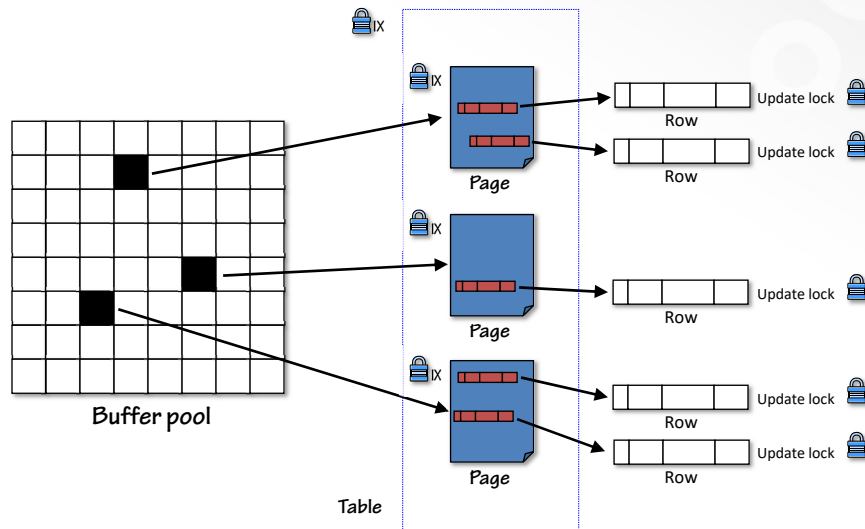 IX
IX
Update lock
Row
Update lock
Row
Page
IX
Update lock
Row
Page
IX
Update lock
Row
Update lock
Row
Page
Buffer pool
Table